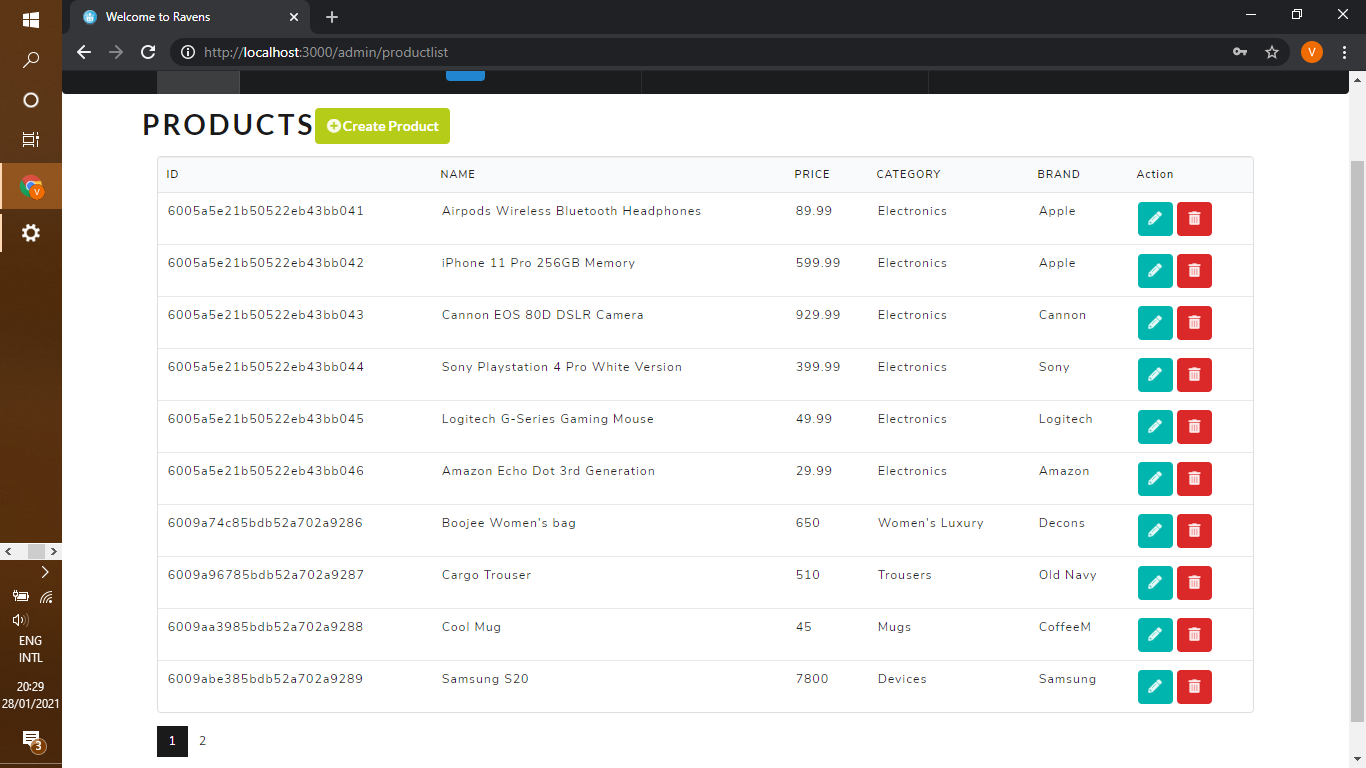 Welcome to Ravens
http://localhost:3000/admin/productlist
V
PRODUCTS Create Product
ID NAME PRICE CATEGORY BRAND Action
6005a5e21b50522eb43bb041 Airpods Wireless Bluetooth Headphones 89.99 Electronics Apple
6005a5e21b50522eb43bb042 iPhone 11 Pro 256GB Memory 599.99 Electronics Apple
6005a5e21b50522eb43bb043 Cannon EOS 80D DSLR Camera 929.99 Electronics Cannon
6005a5e21b50522eb43bb044 Sony Playstation 4 Pro White Version 399.99 Electronics Sony
6005a5e21b50522eb43bb045 Logitech G-Series Gaming Mouse 49.99 Electronics Logitech
6005a5e21b50522eb43bb046 Amazon Echo Dot 3rd Generation 29.99 Electronics Amazon
6009a74c85bdb52a702a9286 Boojee Women's bag 650 Women's Luxury Decons
6009a96785bdb52a702a9287 Cargo Trouser 510 Trousers Old Navy
6009aa3985bdb52a702a9288 Cool Mug 45 Mugs CoffeeM
6009abe385bdb52a702a9289 Samsung S20 7800 Devices Samsung
1 2
V
ENG
INTL
20:29
28/01/2021
3